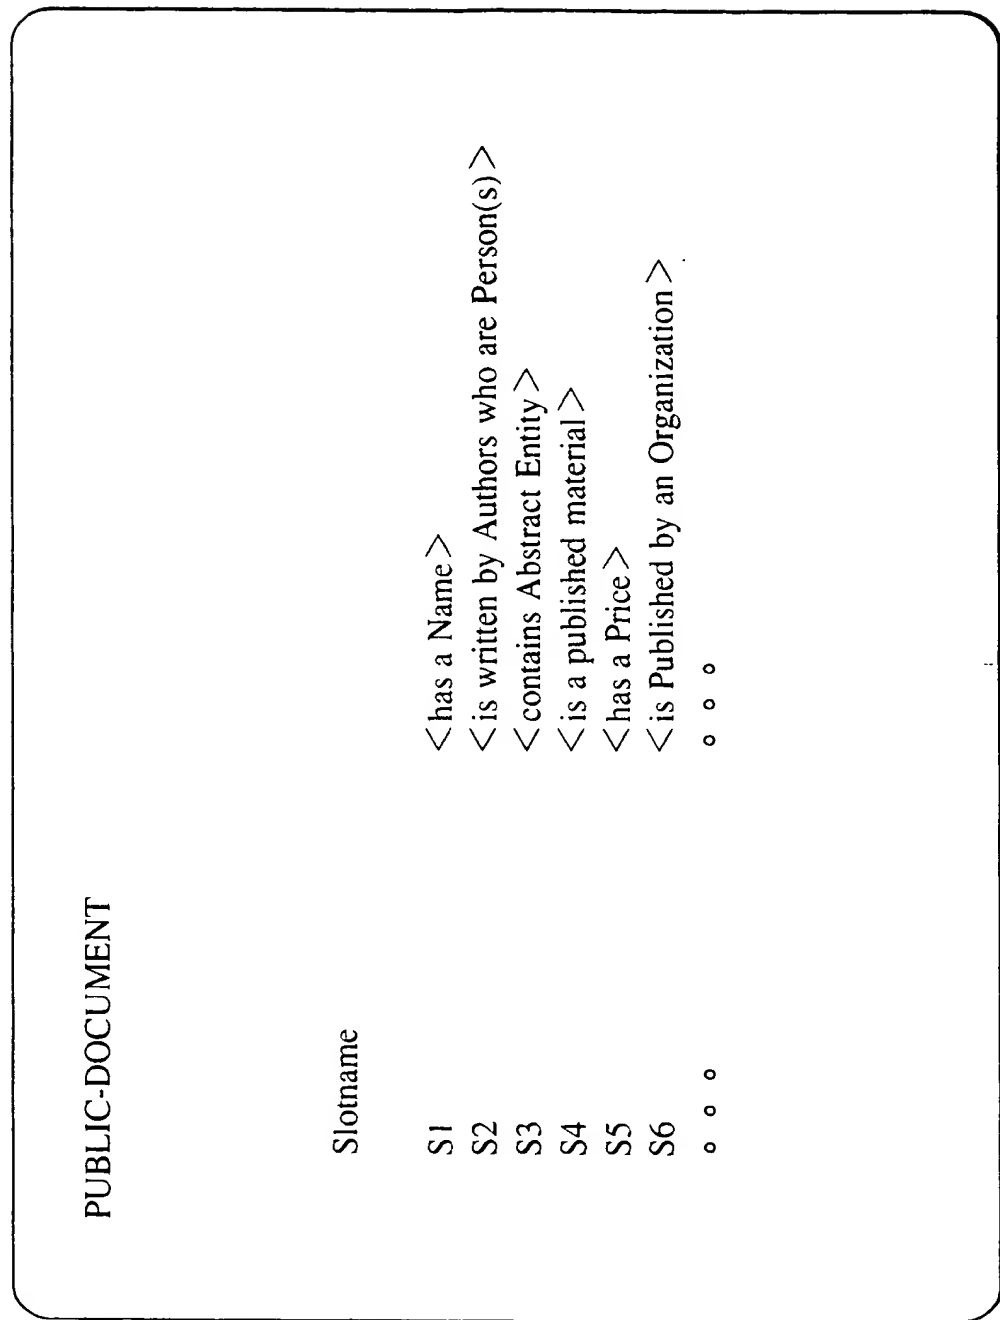 PUBLIC-DOCUMENT
Slotname
S1 <has a Name>
S2 <is written by Authors who are Person(s)>
S3 <contains Abstract Entity>
S4 <is a published material>
S5 <has a Price>
S6 <is Published by an Organization>
∘ ∘ ∘ ∘ ∘ ∘